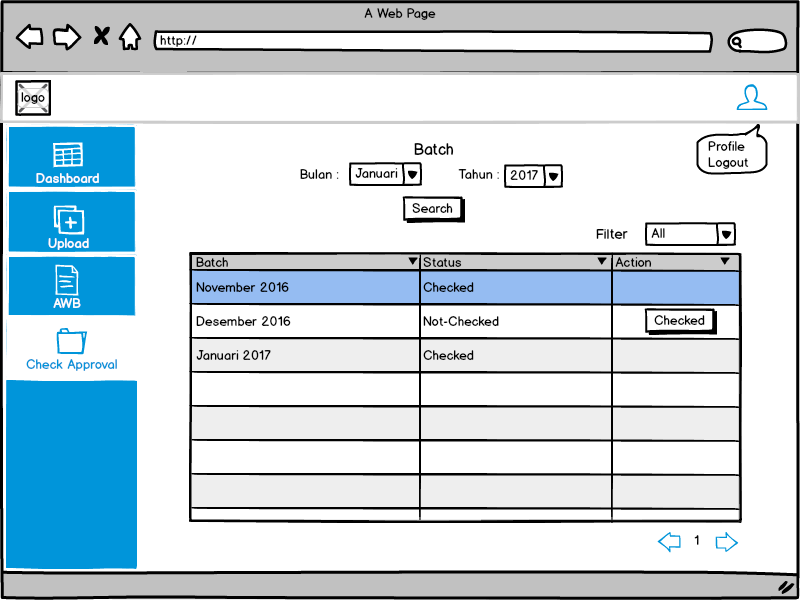 A Web Page
http://
logo
Profile
Logout
Dashboard
Upload
AWB
Check Approval
Batch
Bulan : Januari Tahun : 2017
Search
Filter All
Batch Status Action
November 2016 Checked
Desember 2016 Not-Checked Checked
Januari 2017 Checked
1